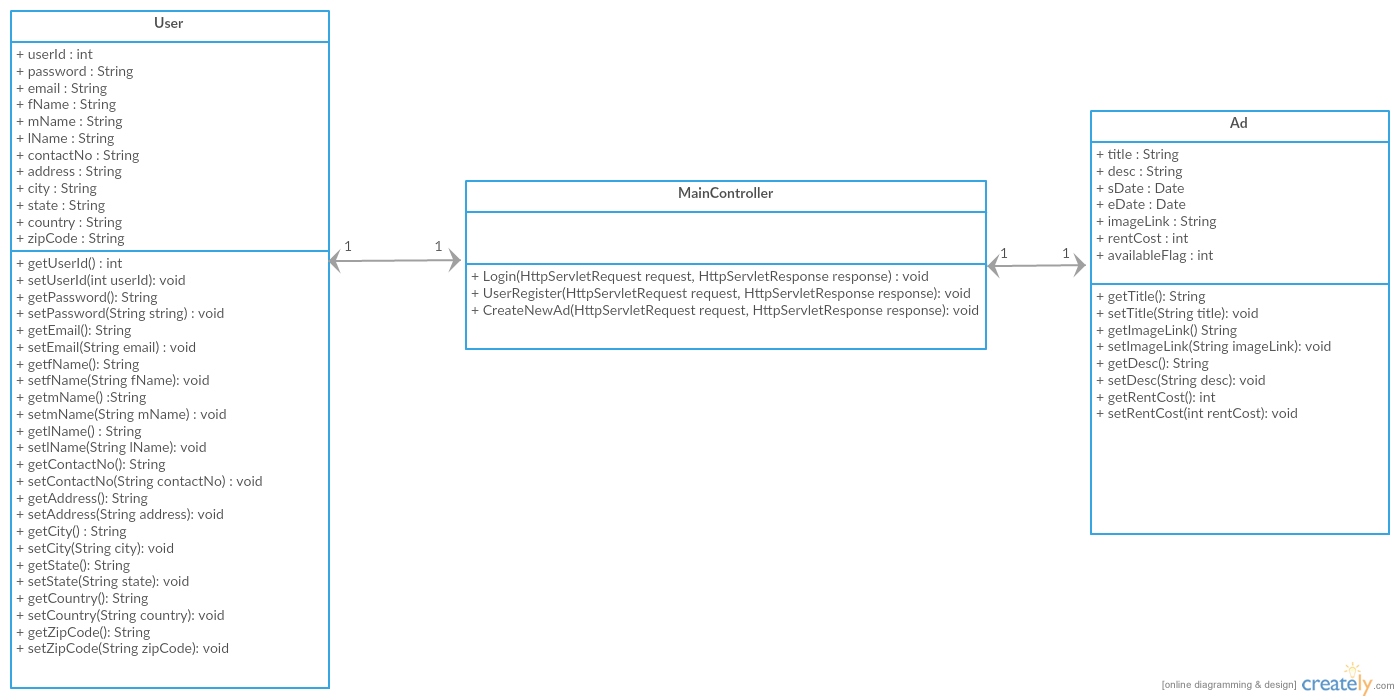 User
+ userId : int
+ password : String
+ email : String
+ fName : String
+ mName : String
+ lName : String
+ contactNo : String
+ address : String
+ city : String
+ state : String
+ country : String
+ zipCode : String
+ getUserId() : int
+ setUserId(int userId): void
+ getPassword(): String
+ setPassword(String string) : void
+ getEmail(): String
+ setEmail(String email) : void
+ getfName(): String
+ setfName(String fName): void
+ getmName() :String
+ setmName(String mName) : void
+ getlName() : String
+ setlName(String lName): void
+ getContactNo(): String
+ setContactNo(String contactNo) : void
+ getAddress(): String
+ setAddress(String address): void
+ getCity() : String
+ setCity(String city): void
+ getState(): String
+ setState(String state): void
+ getCountry(): String
+ setCountry(String country): void
+ getZipCode(): String
+ setZipCode(String zipCode): void
1 1
MainController
+ Login(HttpServletRequest request, HttpServletResponse response) : void
+ UserRegister(HttpServletRequest request, HttpServletResponse response): void
+ CreateNewAd(HttpServletRequest request, HttpServletResponse response): void
1 1
Ad
+ title : String
+ desc : String
+ sDate : Date
+ eDate : Date
+ imageLink : String
+ rentCost : int
+ availableFlag : int
+ getTitle(): String
+ setTitle(String title): void
+ getImageLink() String
+ setImageLink(String imageLink): void
+ getDesc(): String
+ setDesc(String desc): void
+ getRentCost(): int
+ setRentCost(int rentCost): void
[online diagramming & design] creately.com